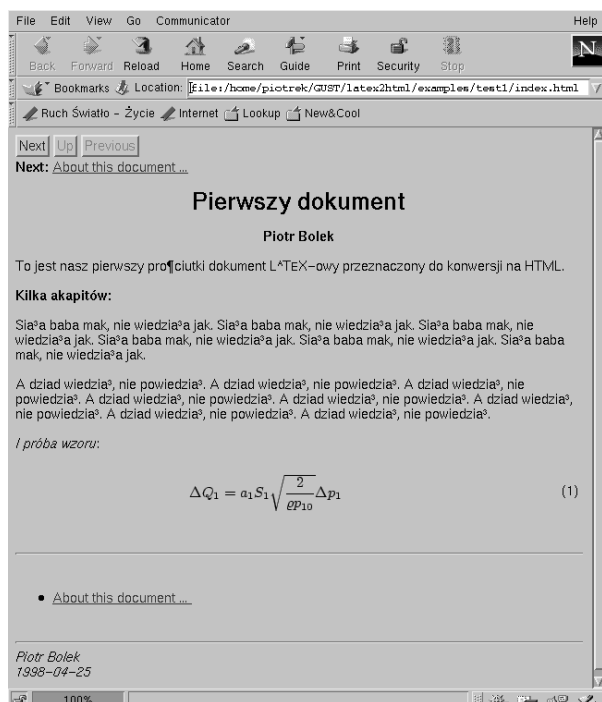 File Edit View Go Communicator Help
Back Forward Reload Home Search Guide Print Security Stop
N
Bookmarks Location: file:/home/piotrek/GUST/latex2html/examples/test1/index.html
Ruch Światło – Życie Internet Lookup New&Cool
Next Up Previous
Next: About this document ...
Pierwszy dokument
Piotr Bolek
To jest nasz pierwszy pro¶ciutki dokument LATEX–owy przeznaczony do konwersji na HTML.
Kilka akapitów:
Sia³a baba mak, nie wiedzia³a jak. Sia³a baba mak, nie wiedzia³a jak. Sia³a baba mak, nie
wiedzia³a jak. Sia³a baba mak, nie wiedzia³a jak. Sia³a baba mak, nie wiedzia³a jak. Sia³a baba
mak, nie wiedzia³a jak.
A dziad wiedzia³, nie powiedzia³. A dziad wiedzia³, nie powiedzia³. A dziad wiedzia³, nie
powiedzia³. A dziad wiedzia³, nie powiedzia³. A dziad wiedzia³, nie powiedzia³. A dziad wiedzia³,
nie powiedzia³. A dziad wiedzia³, nie powiedzia³. A dziad wiedzia³, nie powiedzia³.
I próba wzoru:
ΔQ₁ = a₁S₁√(2/ϱp₁₀)Δp₁ (1)
• About this document ...
Piotr Bolek
1998–04–25
100%